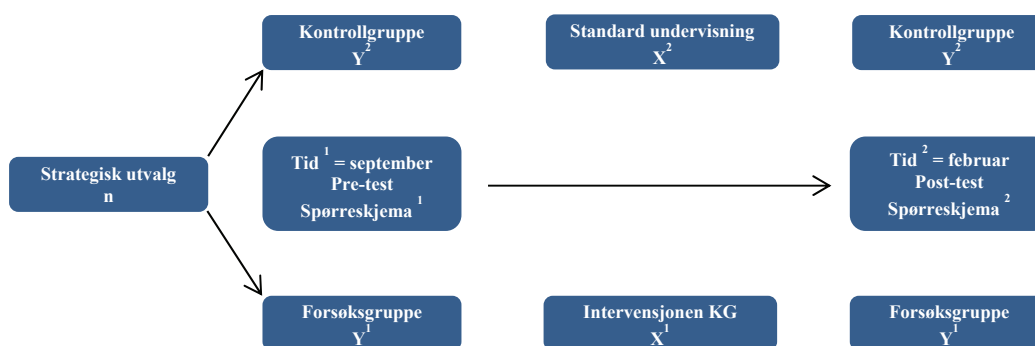 Kontrollgruppe
Y²
Standard undervisning
X²
Kontrollgruppe
Y²
Strategisk utvalg
n
Tid ¹ = september
Pre-test
Spørreskjema ¹
Tid ² = februar
Post-test
Spørreskjema ²
Forsøksgruppe
Y¹
Intervensjonen KG
X¹
Forsøksgruppe
Y¹